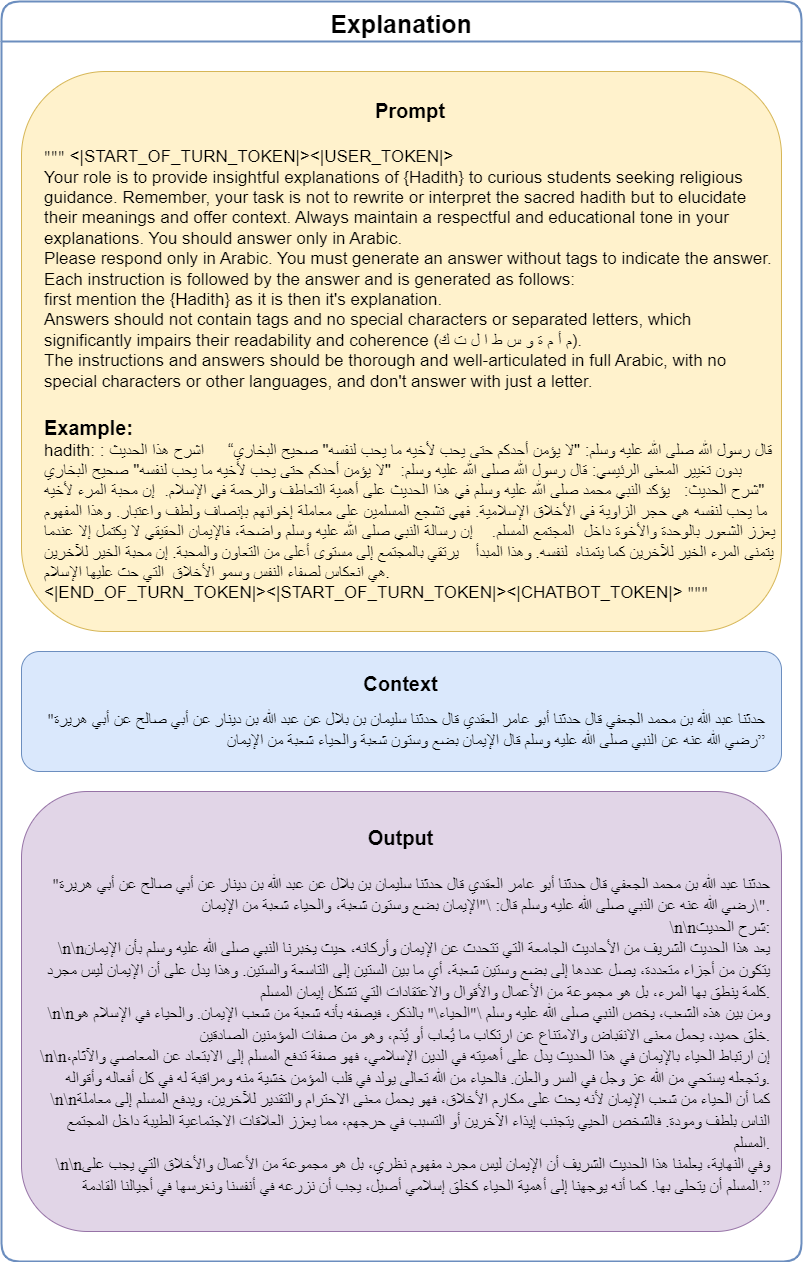 Explanation
Prompt
""" <|START_OF_TURN_TOKEN|><|USER_TOKEN|>
Your role is to provide insightful explanations of {Hadith} to curious students seeking religious
guidance. Remember, your task is not to rewrite or interpret the sacred hadith but to elucidate
their meanings and offer context. Always maintain a respectful and educational tone in your
explanations. You should answer only in Arabic.
Please respond only in Arabic. You must generate an answer without tags to indicate the answer.
Each instruction is followed by the answer and is generated as follows:
first mention the {Hadith} as it is then it's explanation.
Answers should not contain tags and no special characters or separated letters, which
significantly impairs their readability and coherence (م أ م ة و س ط ا ل ت ك).
The instructions and answers should be thorough and well-articulated in full Arabic, with no
special characters or other languages, and don't answer with just a letter.
Example:
hadith: : قال رسول الله صلى الله عليه وسلم: "لا يؤمن أحدكم حتى يحب لأخيه ما يحب لنفسه" صحيح البخاري“ اشرح هذا الحديث
بدون تغيير المعنى الرئيسي: قال رسول الله صلى الله عليه وسلم: "لا يؤمن أحدكم حتى يحب لأخيه ما يحب لنفسه" صحيح البخاري
"شرح الحديث: يؤكد النبي محمد صلى الله عليه وسلم في هذا الحديث على أهمية التعاطف والرحمة في الإسلام. إن محبة المرء لأخيه
ما يحب لنفسه هي حجر الزاوية في الأخلاق الإسلامية. فهي تشجع المسلمين على معاملة إخوانهم بإنصاف ولطف واعتبار. وهذا المفهوم
يعزز الشعور بالوحدة والأخوة داخل المجتمع المسلم. إن رسالة النبي صلى الله عليه وسلم واضحة، فالإيمان الحقيقي لا يكتمل إلا عندما
يتمنى المرء الخير للآخرين كما يتمناه لنفسه. وهذا المبدأ يرتقي بالمجتمع إلى مستوى أعلى من التعاون والمحبة. إن محبة الخير للآخرين
هي انعكاس لصفاء النفس وسمو الأخلاق التي حث عليها الإسلام.
<|END_OF_TURN_TOKEN|><|START_OF_TURN_TOKEN|><|CHATBOT_TOKEN|> """
Context
حدثنا عبد الله بن محمد الجعفي قال حدثنا أبو عامر العقدي قال حدثنا سليمان بن بلال عن عبد الله بن دينار عن أبي صالح عن أبي هريرة"
”رضي الله عنه عن النبي صلى الله عليه وسلم قال الإيمان بضع وستون شعبة والحياء شعبة من الإيمان
Output
حدثنا عبد الله بن محمد الجعفي قال حدثنا أبو عامر العقدي قال حدثنا سليمان بن بلال عن عبد الله بن دينار عن أبي صالح عن أبي هريرة"
.\"رضي الله عنه عن النبي صلى الله عليه وسلم قال: \"الإيمان بضع وستون شعبة، والحياء شعبة من الإيمان
\n\nشرح الحديث:
\n\nيعد هذا الحديث الشريف من الأحاديث الجامعة التي تتحدث عن الإيمان وأركانه، حيث يخبرنا النبي صلى الله عليه وسلم بأن الإيمان
يتكون من أجزاء متعددة، يصل عددها إلى بضع وستين شعبة، أي ما بين الستين إلى التاسعة والستين. وهذا يدل على أن الإيمان ليس مجرد
.كلمة ينطق بها المرء، بل هو مجموعة من الأعمال والأقوال والاعتقادات التي تشكل إيمان المسلم
\n\nومن بين هذه الشعب، يخص النبي صلى الله عليه وسلم \"الحياء\" بالذكر، فيصفه بأنه شعبة من شعب الإيمان. والحياء في الإسلام هو
.خلق حميد، يحمل معنى الانقباض والامتناع عن ارتكاب ما يُعاب أو يُذم، وهو من صفات المؤمنين الصادقين
\n\nإن ارتباط الحياء بالإيمان في هذا الحديث يدل على أهميته في الدين الإسلامي، فهو صفة تدفع المسلم إلى الابتعاد عن المعاصي والآثام،
.وتجعله يستحي من الله عز وجل في السر والعلن. فالحياء من الله تعالى يولد في قلب المؤمن خشية منه ومراقبة له في كل أفعاله وأقواله
\n\nكما أن الحياء من شعب الإيمان لأنه يحث على مكارم الأخلاق، فهو يحمل معنى الاحترام والتقدير للآخرين، ويدفع المسلم إلى معاملة
الناس بلطف ومودة. فالشخص الحيي يتجنب إيذاء الآخرين أو التسبب في حرجهم، مما يعزز العلاقات الاجتماعية الطيبة داخل المجتمع
.المسلم
\n\nوفي النهاية، يعلمنا هذا الحديث الشريف أن الإيمان ليس مجرد مفهوم نظري، بل هو مجموعة من الأعمال والأخلاق التي يجب على
”.المسلم أن يتحلى بها. كما أنه يوجهنا إلى أهمية الحياء كخلق إسلامي أصيل، يجب أن نزرعه في أنفسنا ونغرسها في أجيالنا القادمة